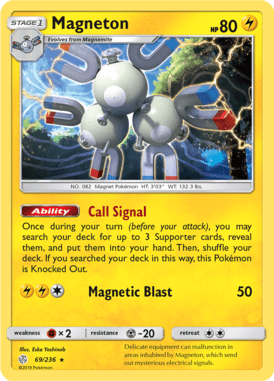 STAGE 1 Magneton HP 80
Evolves from Magnemite
NO. 082 Magnet Pokémon HT: 3'03" WT: 132.3 lbs.
Ability Call Signal
Once during your turn (before your attack), you may
search your deck for up to 3 Supporter cards, reveal
them, and put them into your hand. Then, shuffle your
deck. If you searched your deck in this way, this Pokémon
is Knocked Out.
Magnetic Blast 50
weakness ×2 resistance -20 retreat
Illus. Eske Yoshinob
69/236 ★
©2019 Pokémon
Delicate equipment can malfunction in
areas inhabited by Magneton, which send
out mysterious electrical signals.